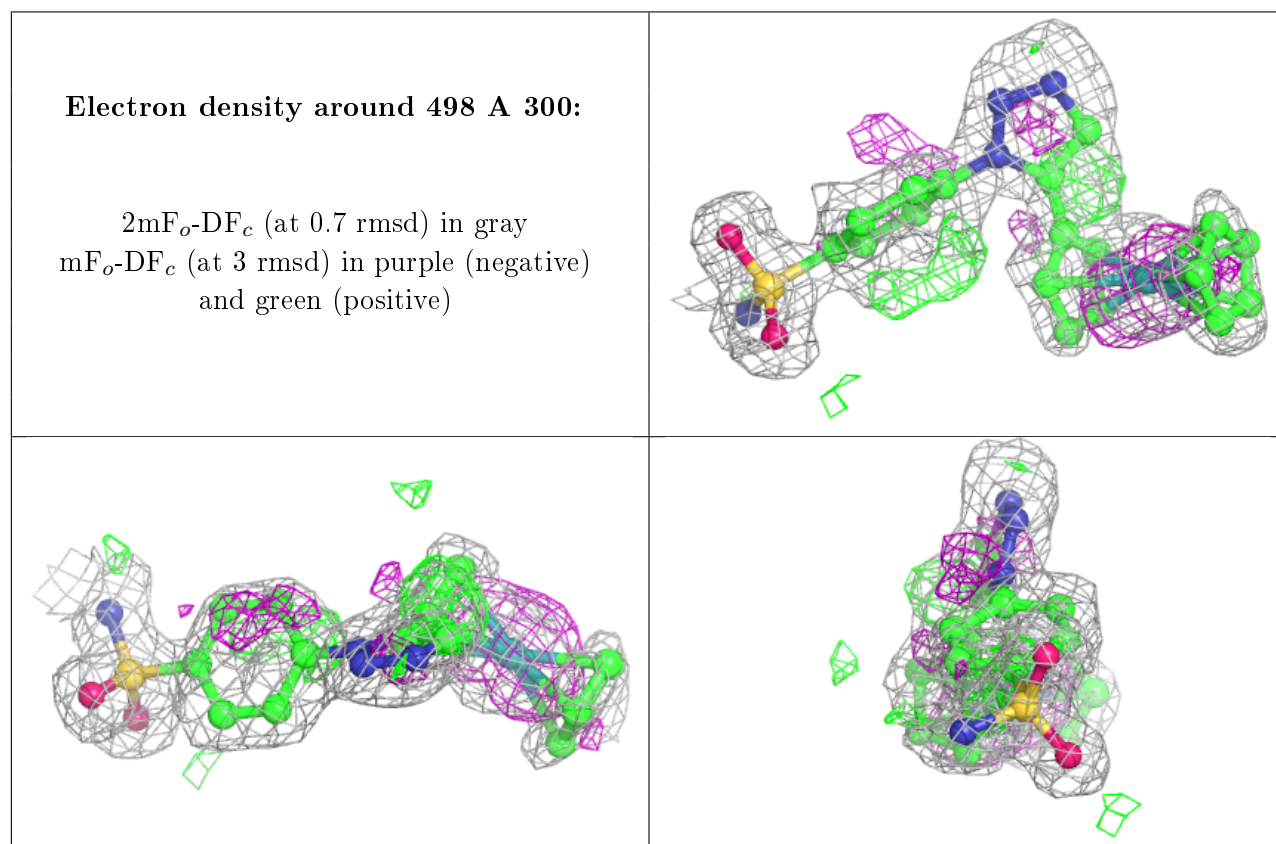 Electron density around 498 A 300:
2mFo-DFc (at 0.7 rmsd) in gray
mFo-DFc (at 3 rmsd) in purple (negative)
and green (positive)